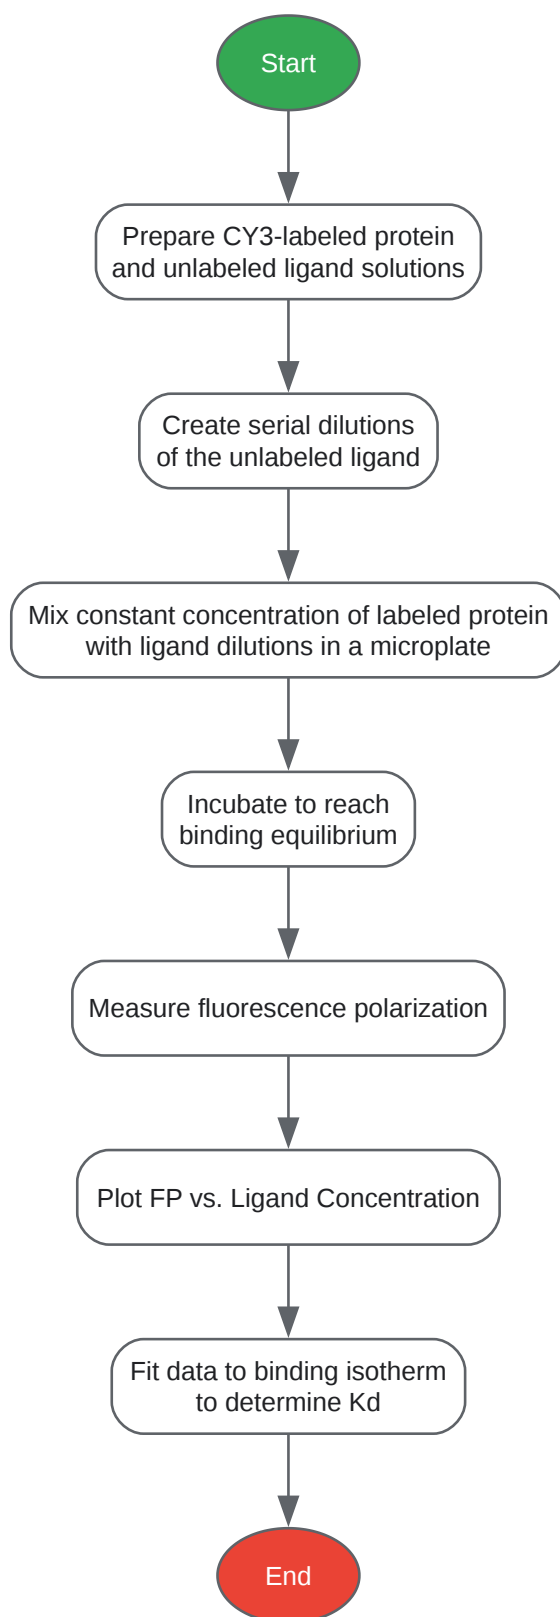 Start
Prepare CY3-labeled protein
and unlabeled ligand solutions
Create serial dilutions
of the unlabeled ligand
Mix constant concentration of labeled protein
with ligand dilutions in a microplate
Incubate to reach
binding equilibrium
Measure fluorescence polarization
Plot FP vs. Ligand Concentration
Fit data to binding isotherm
to determine Kd
End